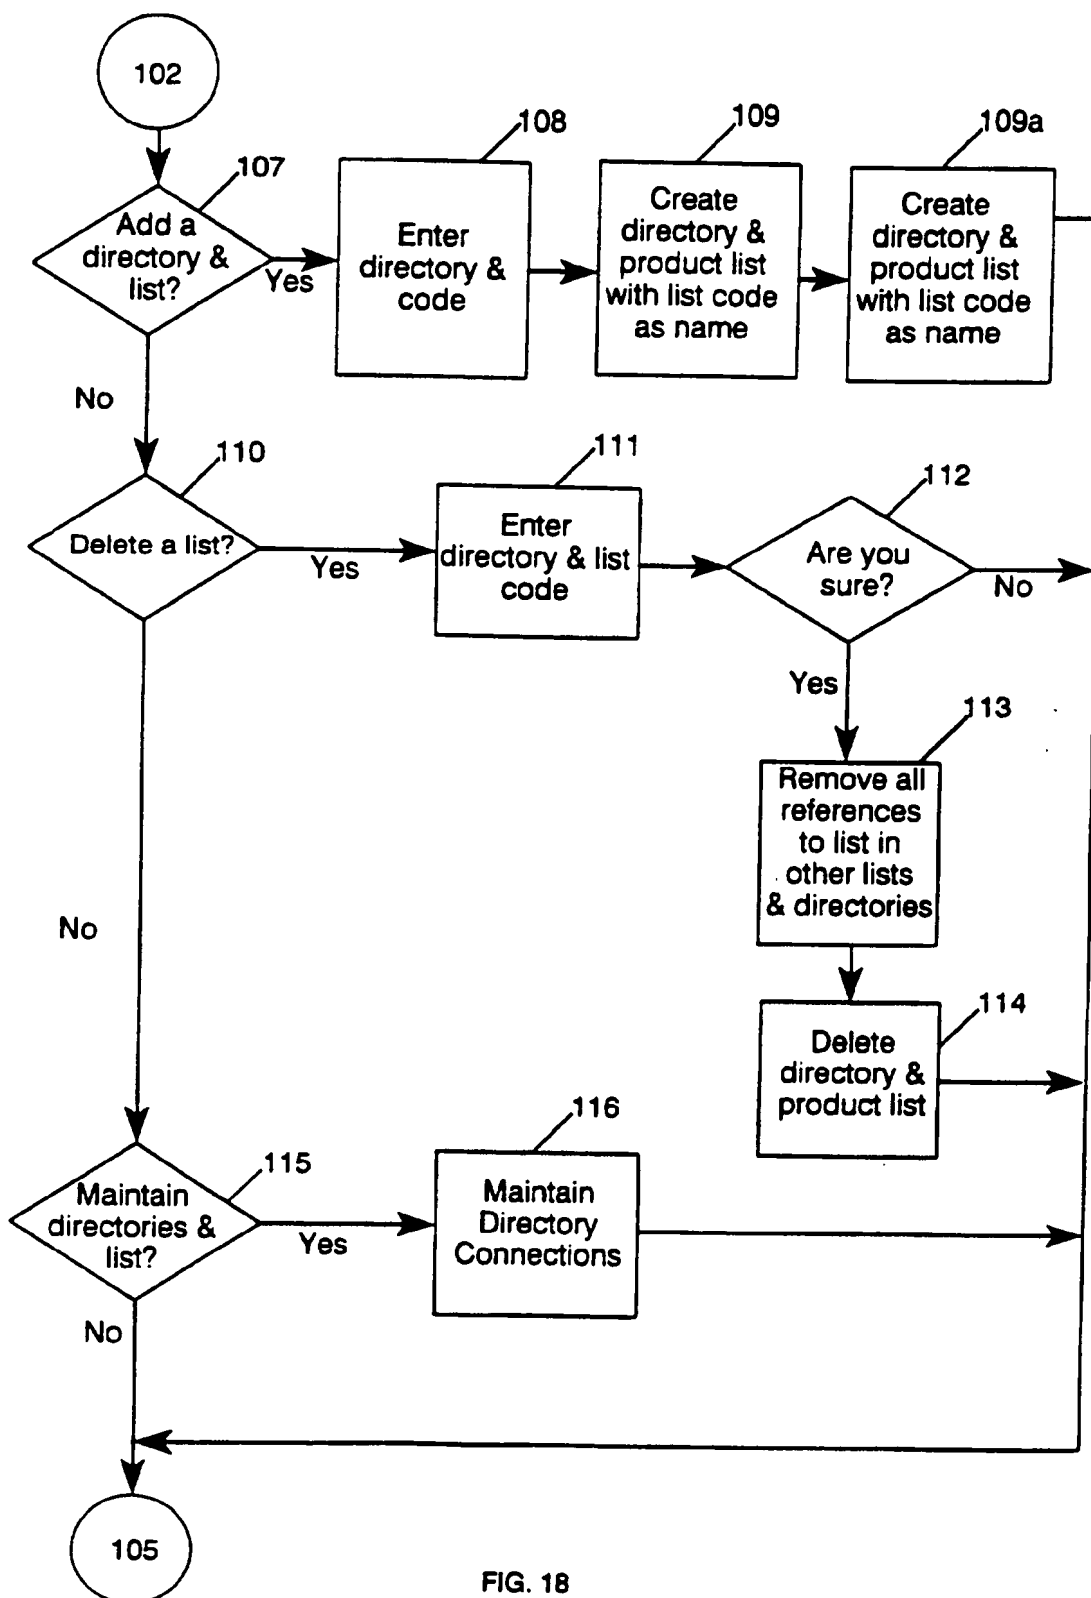 102
107
Add a
directory &
list?
Yes
No
108
Enter
directory &
code
109
Create
directory &
product list
with list code
as name
109a
Create
directory &
product list
with list code
as name
110
Delete a list?
Yes
No
111
Enter
directory & list
code
112
Are you
sure?
No
Yes
113
Remove all
references
to list in
other lists
& directories
114
Delete
directory &
product list
115
Maintain
directories &
list?
Yes
No
116
Maintain
Directory
Connections
105
FIG. 18